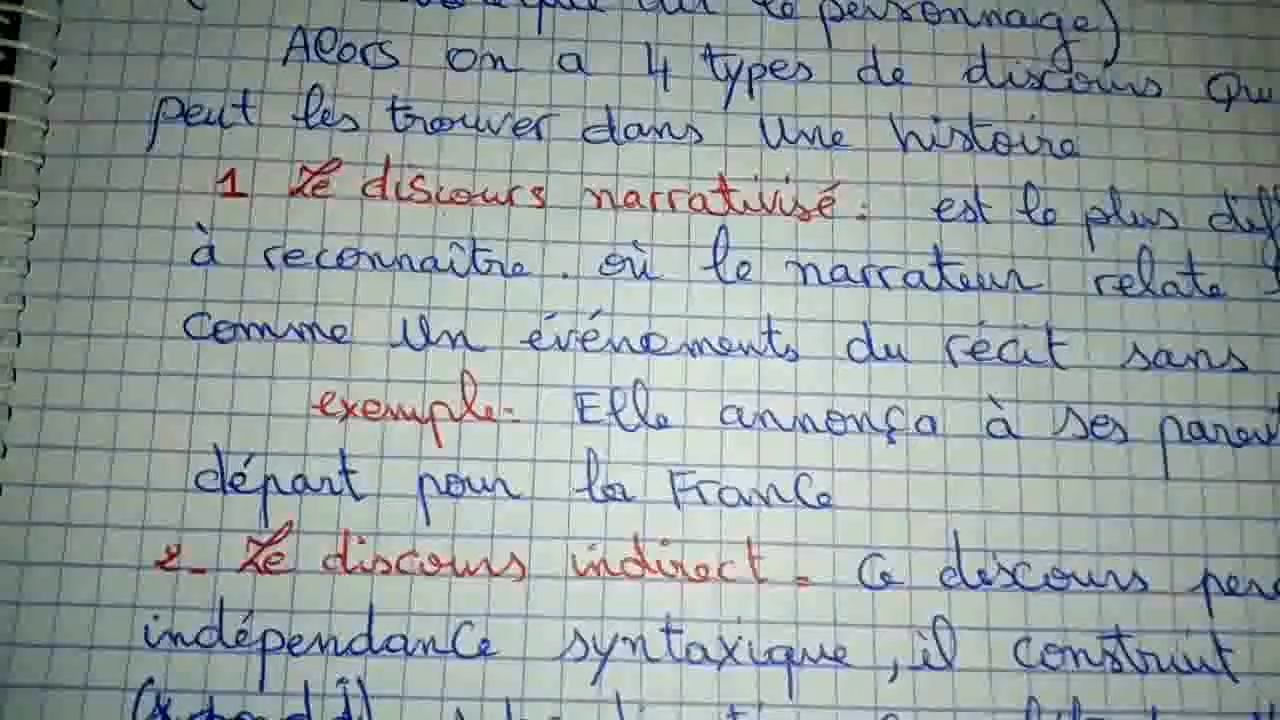 le personnage)
Alors on a 4 types de discours
peut les trouver dans une histoire
1 Le discours narrativisé : est le plus
à reconnaître. où le narrateur relate
comme un événements du récit sans
exemple- Elle annonça à ses
départ pour la France
2- Le discours indirect - Ce discours
indépendance syntaxique, il construit